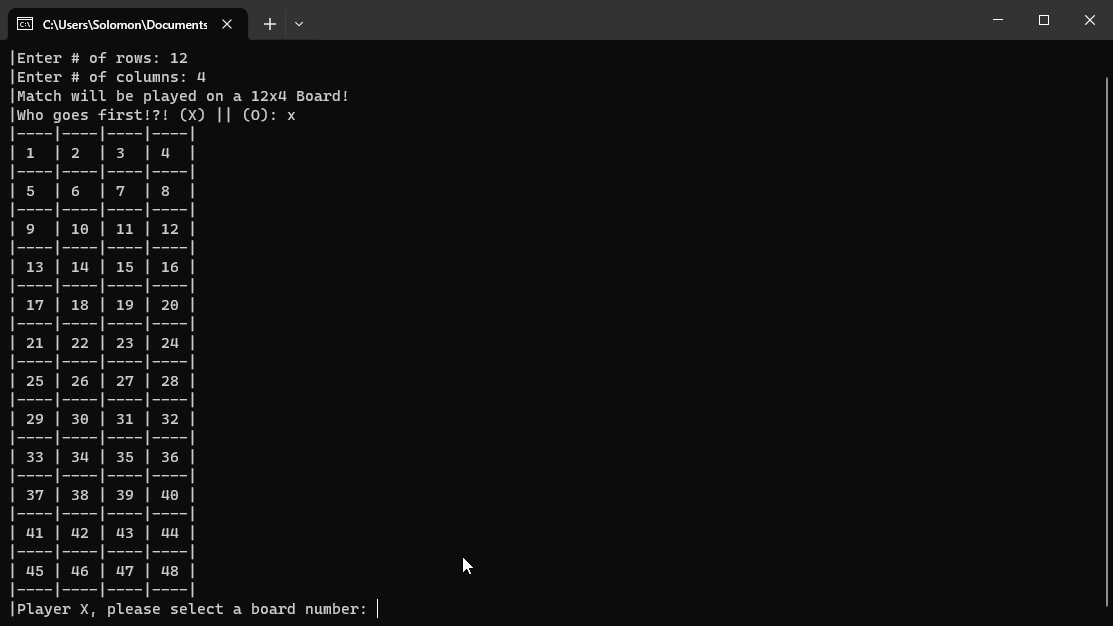 C:\Users\Solomon\Documents
|Enter # of rows: 12
|Enter # of columns: 4
|Match will be played on a 12x4 Board!
|Who goes first!?! (X) || (O): x
|----|----|----|----|
| 1  | 2  | 3  | 4  |
|----|----|----|----|
| 5  | 6  | 7  | 8  |
|----|----|----|----|
| 9  | 10 | 11 | 12 |
|----|----|----|----|
| 13 | 14 | 15 | 16 |
|----|----|----|----|
| 17 | 18 | 19 | 20 |
|----|----|----|----|
| 21 | 22 | 23 | 24 |
|----|----|----|----|
| 25 | 26 | 27 | 28 |
|----|----|----|----|
| 29 | 30 | 31 | 32 |
|----|----|----|----|
| 33 | 34 | 35 | 36 |
|----|----|----|----|
| 37 | 38 | 39 | 40 |
|----|----|----|----|
| 41 | 42 | 43 | 44 |
|----|----|----|----|
| 45 | 46 | 47 | 48 |
|----|----|----|----|
|Player X, please select a board number: